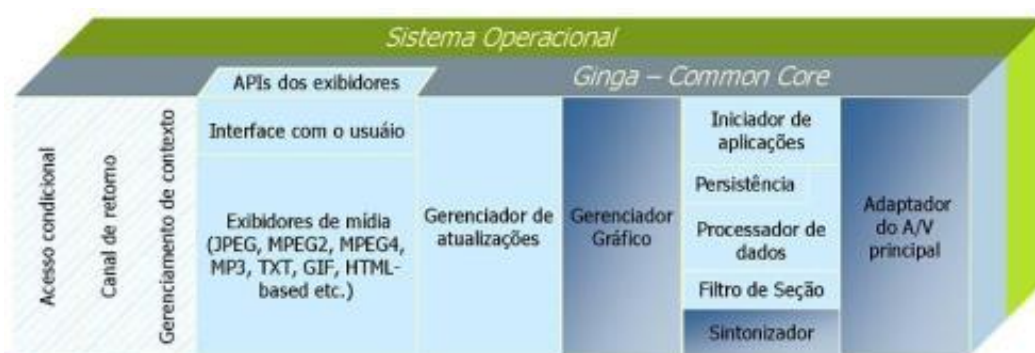 Sistema Operacional
Ginga – Common Core
APIs dos exibidores
Acesso condicional
Canal de retorno
Gerenciamento de contexto
Interface com o usuáio
Exibidores de mídia
(JPEG, MPEG2, MPEG4,
MP3, TXT, GIF, HTML-
based etc.)
Gerenciador de
atualizações
Gerenciador
Gráfico
Iniciador de
aplicações
Persistência
Processador de
dados
Filtro de Seção
Sintonizador
Adaptador
do A/V
principal